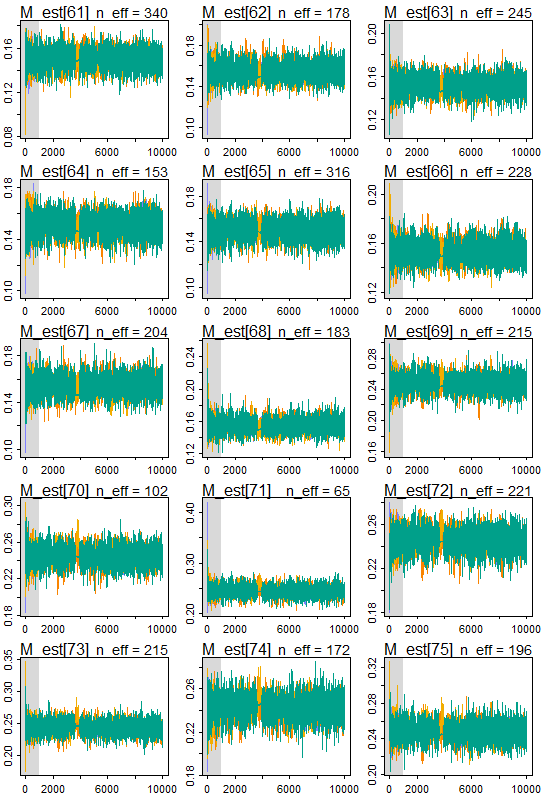 M_est[61] n_eff = 340
M_est[62] n_eff = 178
M_est[63] n_eff = 245
0.08 0.12 0.16
0.10 0.14 0.18
0.12 0.16 0.20
0 2000 6000 10000
0 2000 6000 10000
0 2000 6000 10000
M_est[64] n_eff = 153
M_est[65] n_eff = 316
M_est[66] n_eff = 228
0.10 0.14 0.18
0.10 0.14 0.18
0.12 0.16 0.20
0 2000 6000 10000
0 2000 6000 10000
0 2000 6000 10000
M_est[67] n_eff = 204
M_est[68] n_eff = 183
M_est[69] n_eff = 215
0.10 0.14 0.18
0.12 0.16 0.20 0.24
0.16 0.20 0.24 0.28
0 2000 6000 10000
0 2000 6000 10000
0 2000 6000 10000
M_est[70] n_eff = 102
M_est[71] n_eff = 65
M_est[72] n_eff = 221
0.18 0.22 0.26 0.30
0.20 0.30 0.40
0.18 0.22 0.26
0 2000 6000 10000
0 2000 6000 10000
0 2000 6000 10000
M_est[73] n_eff = 215
M_est[74] n_eff = 172
M_est[75] n_eff = 196
0.20 0.25 0.30 0.35
0.18 0.22 0.26
0.20 0.24 0.28 0.32
0 2000 6000 10000
0 2000 6000 10000
0 2000 6000 10000